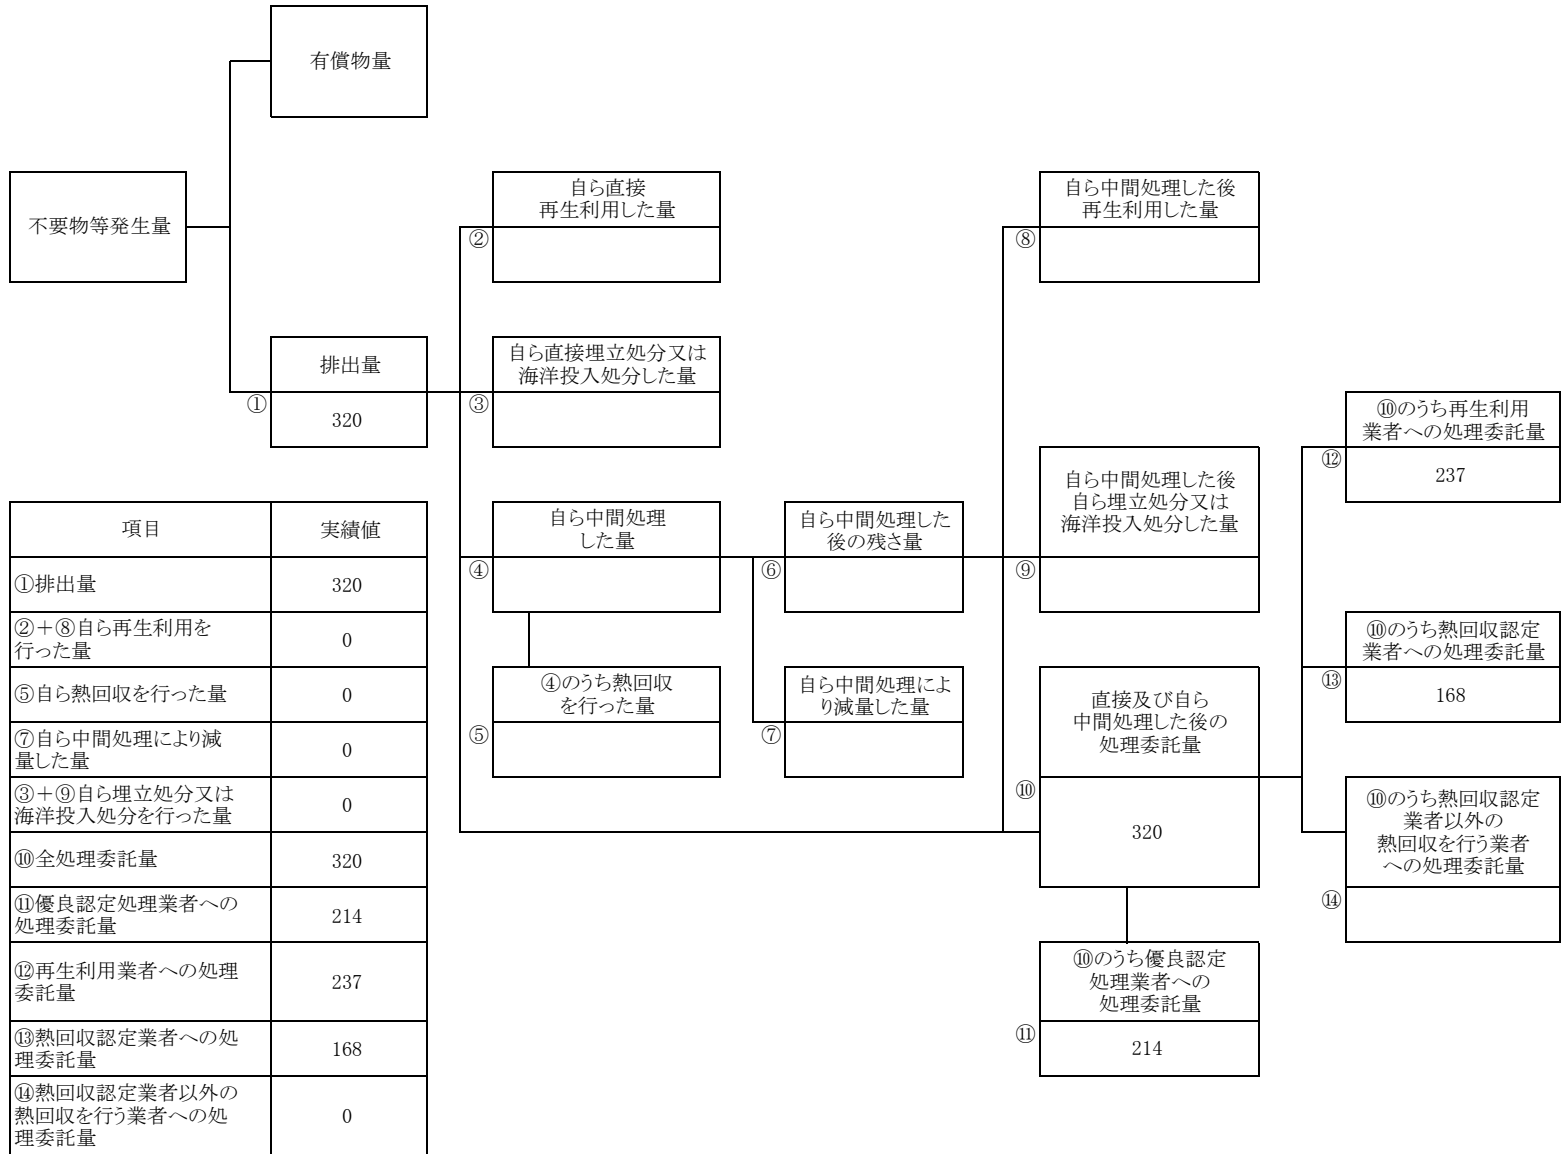 有償物量
不要物等発生量
自ら直接
再生利用した量
②
自ら中間処理した後
再生利用した量
⑧
排出量
①
320
自ら直接埋立処分又は
海洋投入処分した量
③
⑩のうち再生利用
業者への処理委託量
⑫
237
自ら中間処理
した量
④
自ら中間処理した
後の残さ量
⑥
自ら中間処理した後
自ら埋立処分又は
海洋投入処分した量
⑨
⑩のうち熱回収認定
業者への処理委託量
⑬
168
④のうち熱回収
を行った量
⑤
自ら中間処理によ
り減量した量
⑦
直接及び自ら
中間処理した後の
処理委託量
⑩
320
⑩のうち熱回収認定
業者以外の
熱回収を行う業者
への処理委託量
⑭
⑩のうち優良認定
処理業者への
処理委託量
⑪
214
項目 実績値
①排出量 320
②＋⑧自ら再生利用を
行った量 0
⑤自ら熱回収を行った量 0
⑦自ら中間処理により減
量した量 0
③＋⑨自ら埋立処分又は
海洋投入処分を行った量 0
⑩全処理委託量 320
⑪優良認定処理業者への
処理委託量 214
⑫再生利用業者への処理
委託量 237
⑬熱回収認定業者への処
理委託量 168
⑭熱回収認定業者以外の
熱回収を行う業者への処
理委託量 0